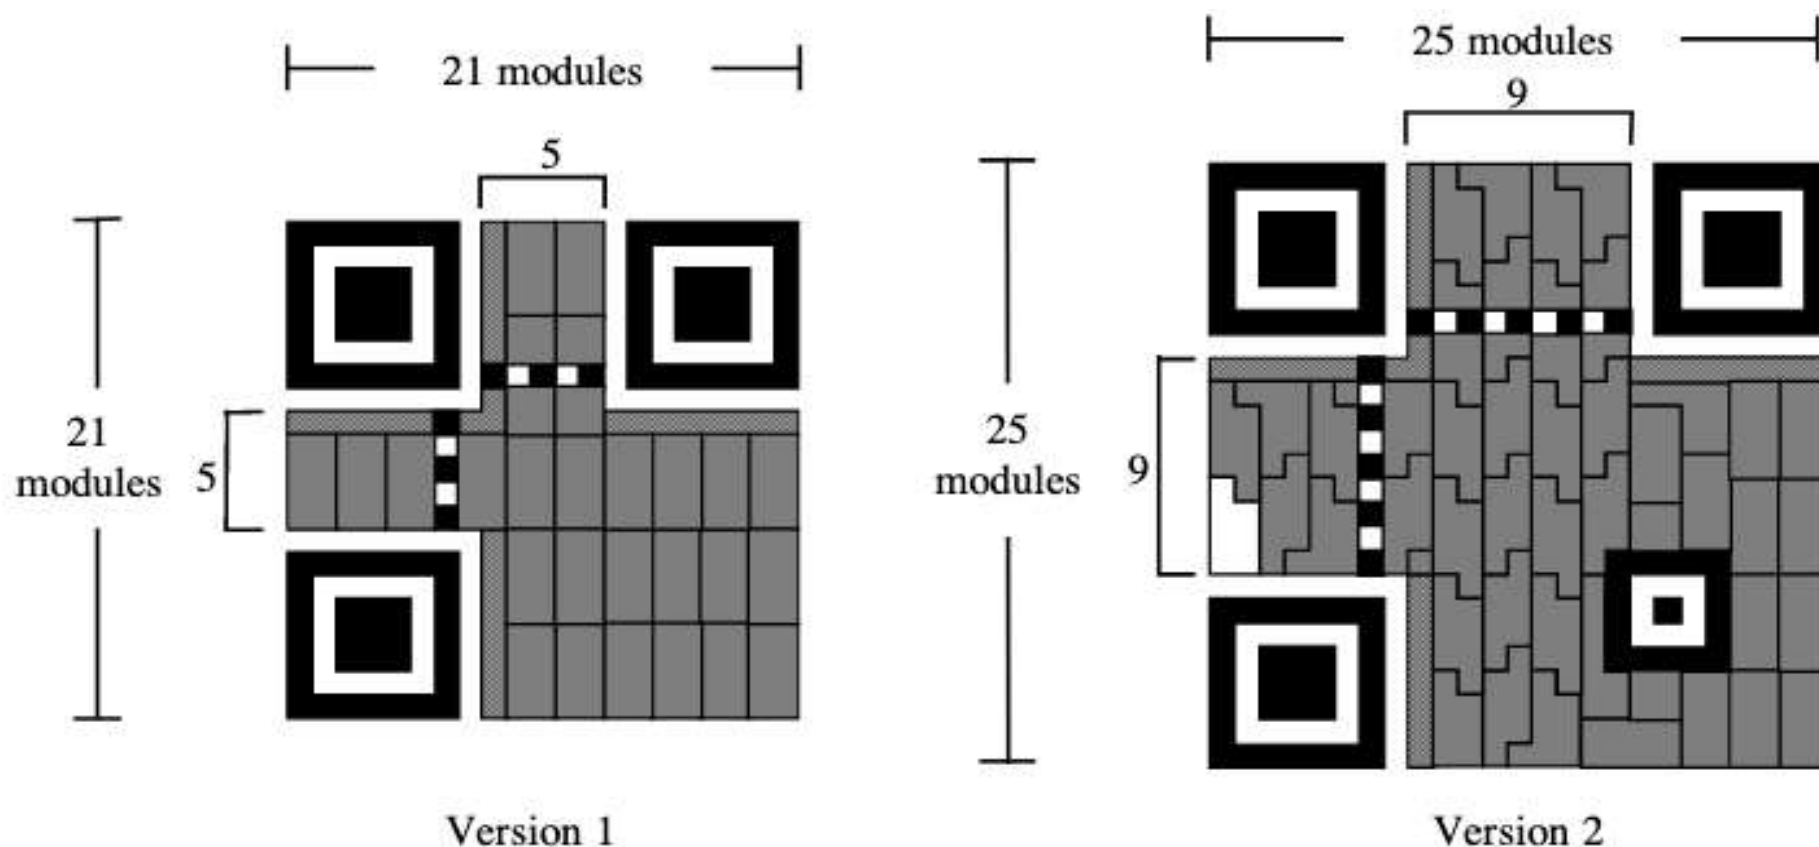 21 modules
25 modules
9
5
21
modules
5
25
modules
9
Version 1
Version 2